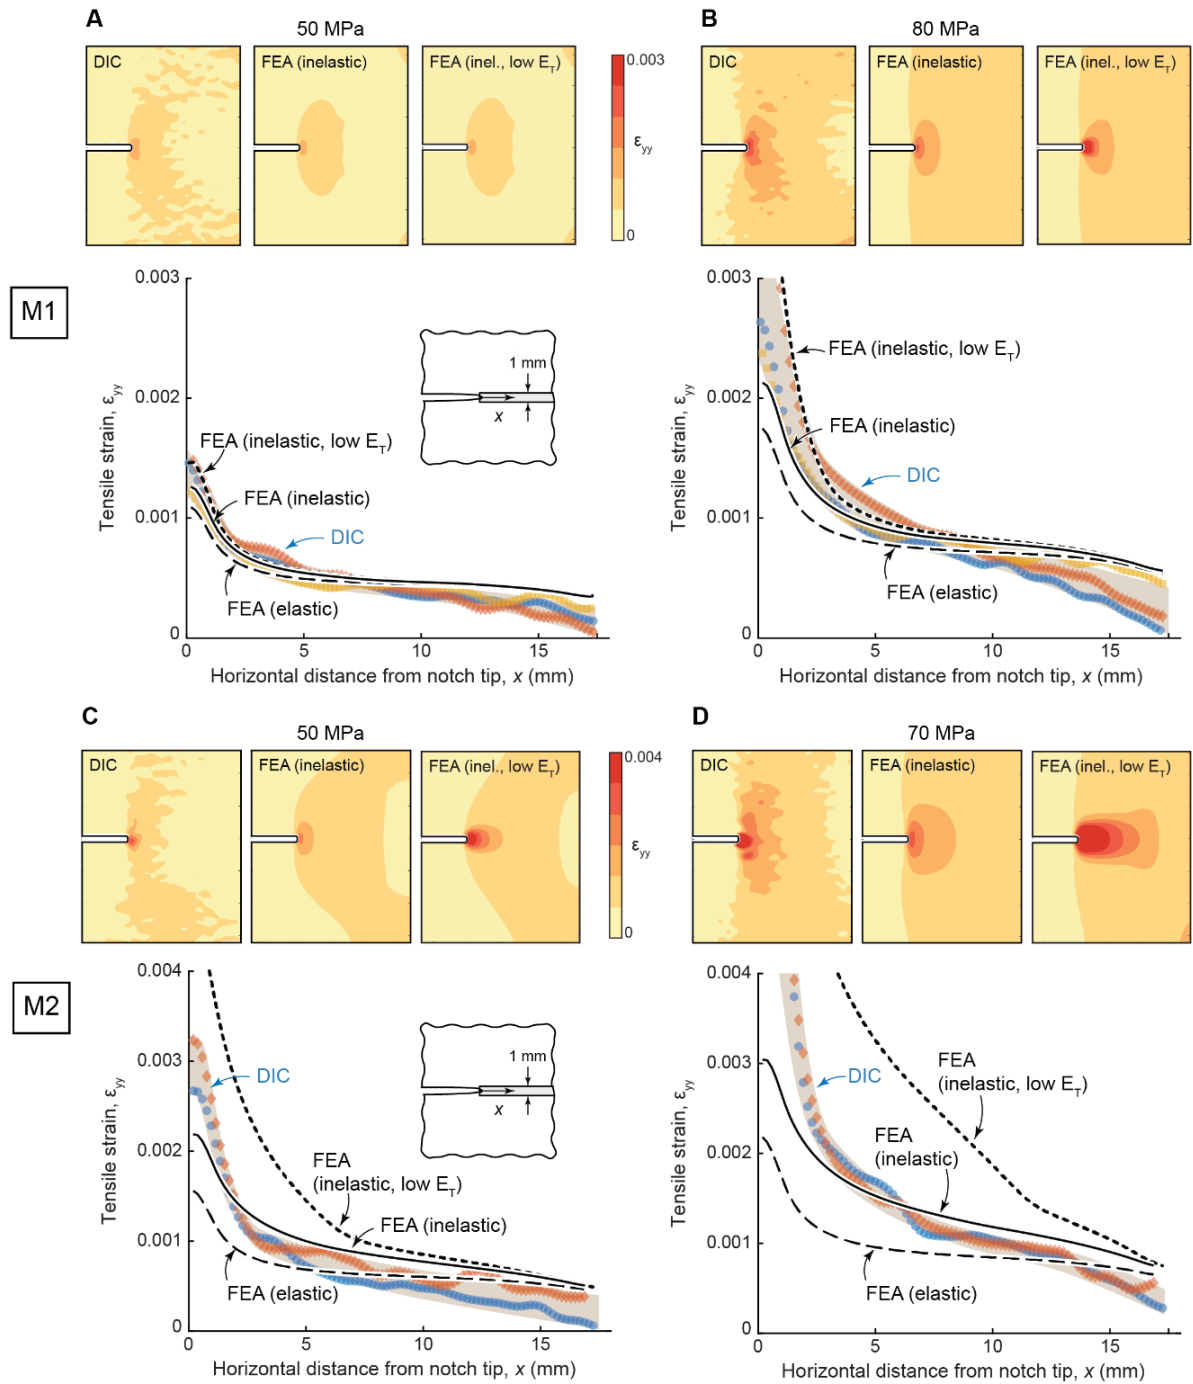 A
50 MPa
DIC
FEA (inelastic)
FEA (inel., low E_T)
0.003
ε_yy
0
B
80 MPa
DIC
FEA (inelastic)
FEA (inel., low E_T)
M1
0.003
0.002
0.001
0
Tensile strain, ε_yy
FEA (inelastic, low E_T)
FEA (inelastic)
DIC
FEA (elastic)
1 mm
x
0 5 10 15
Horizontal distance from notch tip, x (mm)
0.003
0.002
0.001
0
Tensile strain, ε_yy
FEA (inelastic, low E_T)
FEA (inelastic)
DIC
FEA (elastic)
0 5 10 15
Horizontal distance from notch tip, x (mm)
C
50 MPa
DIC
FEA (inelastic)
FEA (inel., low E_T)
0.004
ε_yy
0
D
70 MPa
DIC
FEA (inelastic)
FEA (inel., low E_T)
M2
0.004
0.003
0.002
0.001
0
Tensile strain, ε_yy
DIC
FEA
(inelastic, low E_T)
FEA (inelastic)
FEA (elastic)
1 mm
x
0 5 10 15
Horizontal distance from notch tip, x (mm)
0.004
0.003
0.002
0.001
0
Tensile strain, ε_yy
DIC
FEA
(inelastic, low E_T)
FEA
(inelastic)
FEA (elastic)
0 5 10 15
Horizontal distance from notch tip, x (mm)